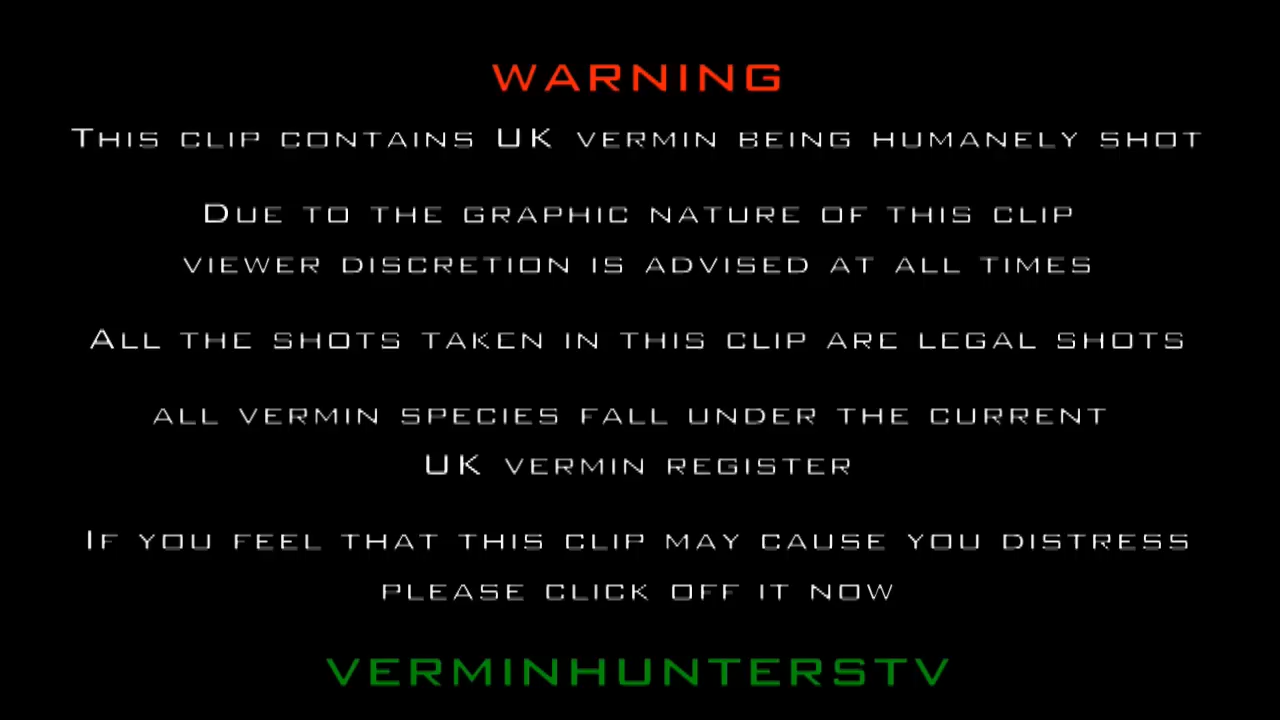 WARNING
THIS CLIP CONTAINS UK VERMIN BEING HUMANELY SHOT
DUE TO THE GRAPHIC NATURE OF THIS CLIP
VIEWER DISCRETION IS ADVISED AT ALL TIMES
ALL THE SHOTS TAKEN IN THIS CLIP ARE LEGAL SHOTS
ALL VERMIN SPECIES FALL UNDER THE CURRENT
UK VERMIN REGISTER
IF YOU FEEL THAT THIS CLIP MAY CAUSE YOU DISTRESS
PLEASE CLICK OFF IT NOW
VERMINHUNTERSTV